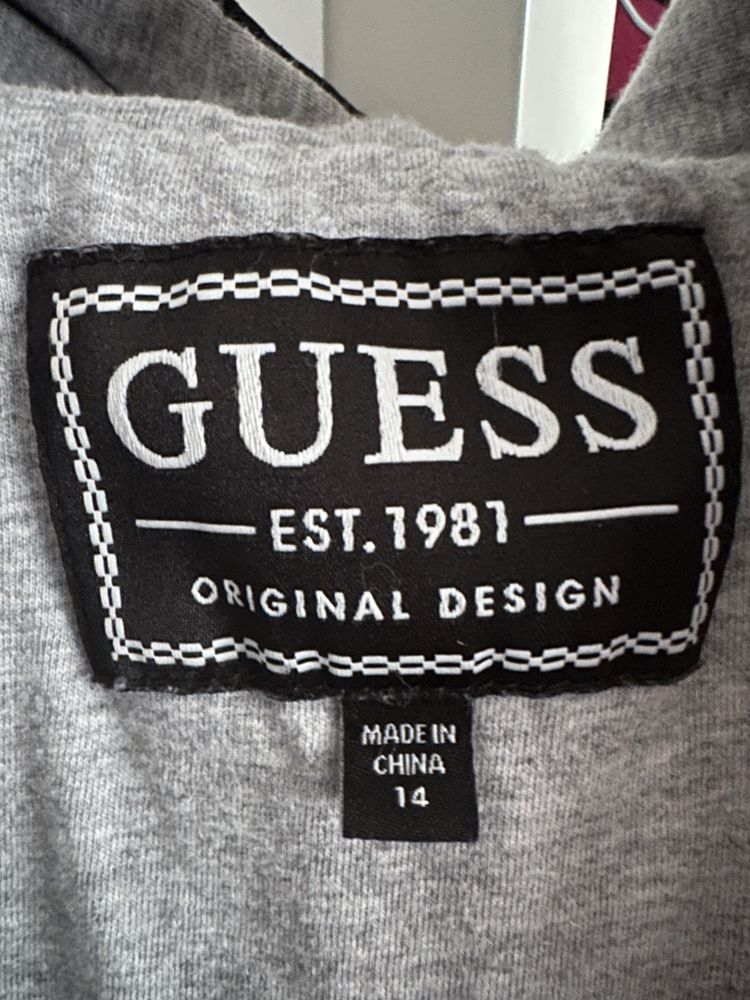 GUESS
EST. 1981
ORIGINAL DESIGN
MADE IN
CHINA
14